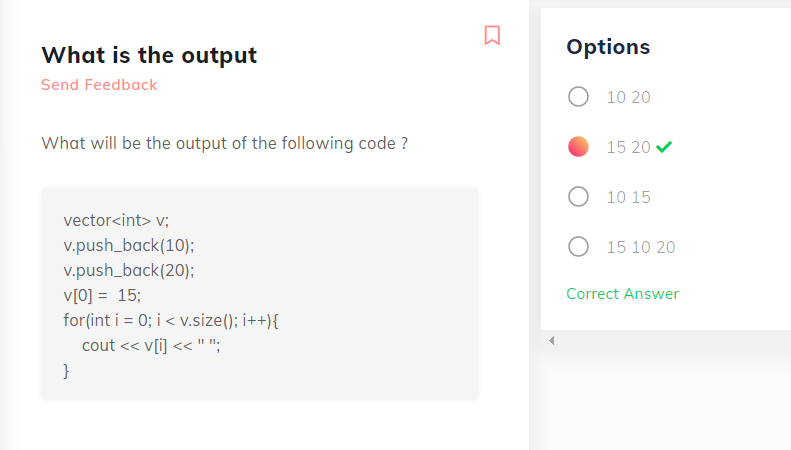 What is the output
Send Feedback
What will be the output of the following code ?
vector<int> v;
v.push_back(10);
v.push_back(20);
v[0] =  15;
for(int i = 0; i < v.size(); i++){
    cout << v[i] << " ";
}
Options
10 20
15 20
10 15
15 10 20
Correct Answer